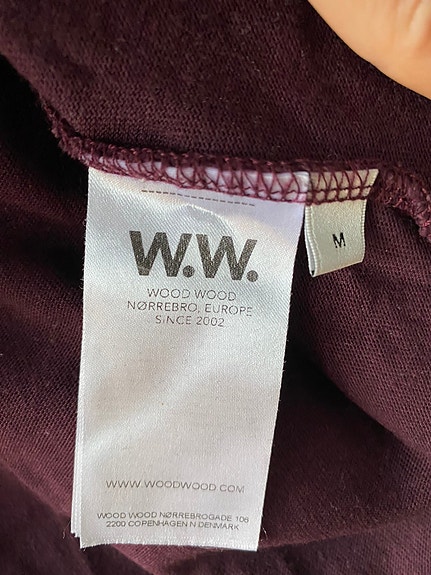 W.W.
WOOD WOOD
NØRREBRO, EUROPE
SINCE 2002
M
WWW.WOODWOOD.COM
WOOD WOOD NØRREBROGADE 106
2200 COPENHAGEN N DENMARK